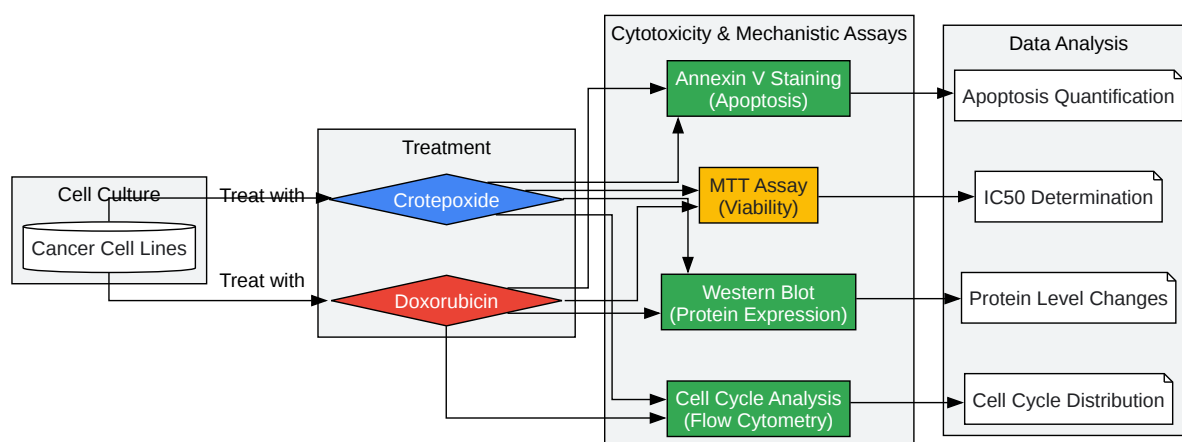 Cell Culture
Cancer Cell Lines
Treat with
Treat with
Treatment
Crotepoxide
Doxorubicin
Cytotoxicity & Mechanistic Assays
Annexin V Staining
(Apoptosis)
MTT Assay
(Viability)
Western Blot
(Protein Expression)
Cell Cycle Analysis
(Flow Cytometry)
Data Analysis
Apoptosis Quantification
IC50 Determination
Protein Level Changes
Cell Cycle Distribution